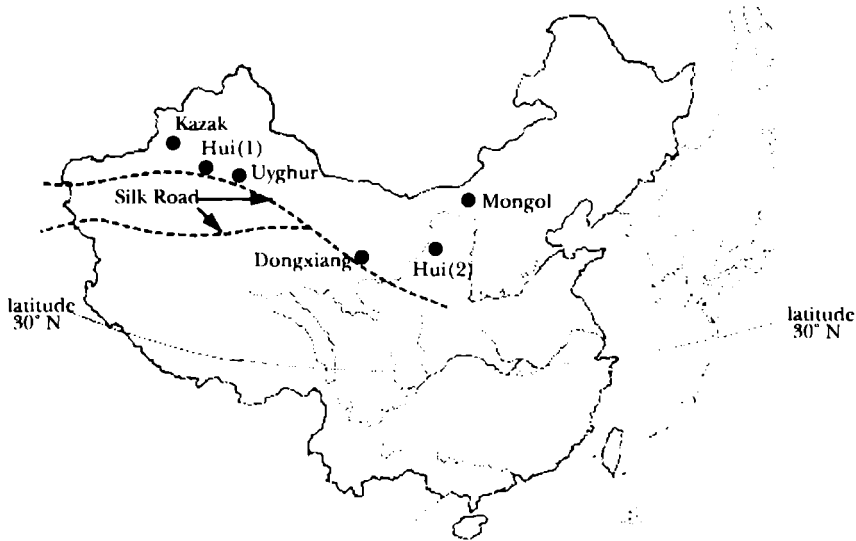 Kazak
Hui(1)
Uyghur
Silk Road
Mongol
Dongxiang
Hui(2)
latitude
30° N
latitude
30° N